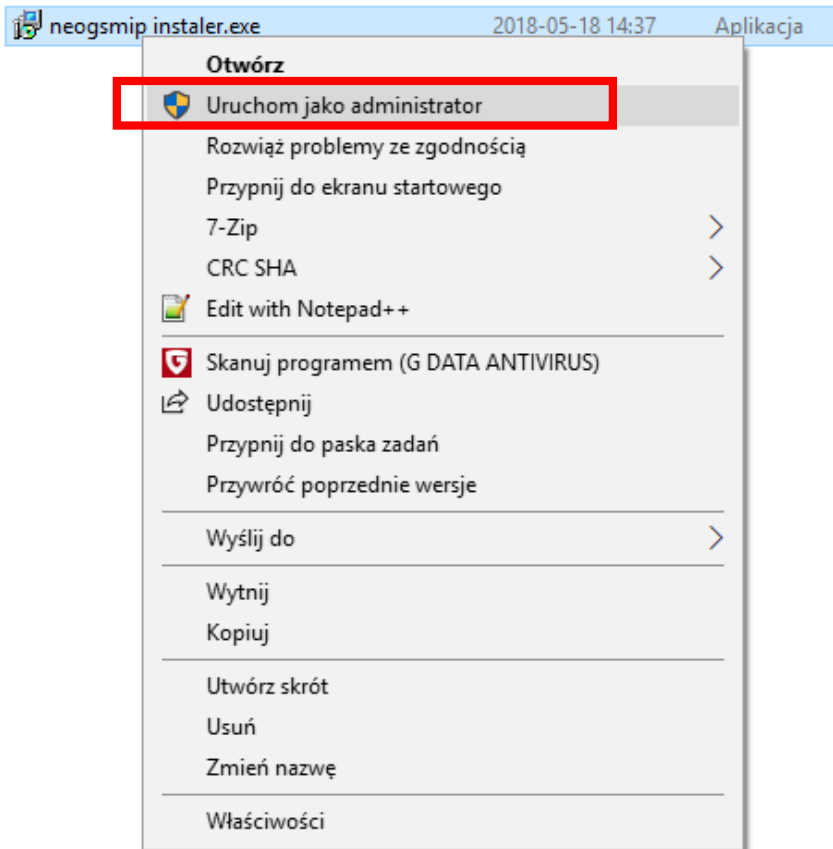 neogsmip instaler.exe 2018-05-18 14:37 Aplikacja
Otwórz
Uruchom jako administrator
Rozwiąż problemy ze zgodnością
Przypnij do ekranu startowego
7-Zip
CRC SHA
Edit with Notepad++
Skanuj programem (G DATA ANTIVIRUS)
Udostępnij
Przypnij do paska zadań
Przywróć poprzednie wersje
Wyślij do
Wytnij
Kopiuj
Utwórz skrót
Usuń
Zmień nazwę
Właściwości